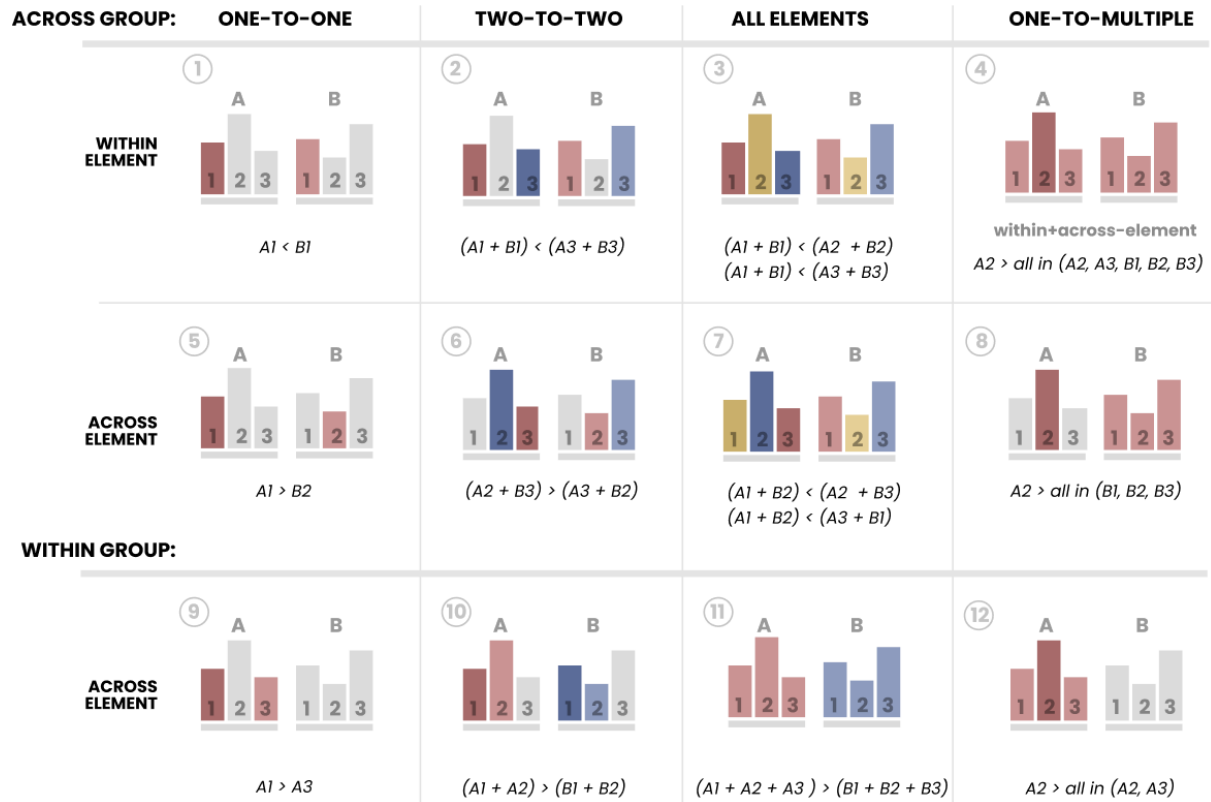 ACROSS GROUP: ONE-TO-ONE TWO-TO-TWO ALL ELEMENTS ONE-TO-MULTIPLE
1 2 3 4
A B A B A B A B
WITHIN
ELEMENT
1 2 3 1 2 3 1 2 3 1 2 3 1 2 3 1 2 3 1 2 3 1 2 3
within+across-element
A1 < B1 (A1 + B1) < (A3 + B3) (A1 + B1) < (A2 + B2) A2 > all in (A2, A3, B1, B2, B3)
(A1 + B1) < (A3 + B3)
5 6 7 8
A B A B A B A B
ACROSS
ELEMENT
1 2 3 1 2 3 1 2 3 1 2 3 1 2 3 1 2 3 1 2 3 1 2 3
A1 > B2 (A2 + B3) > (A3 + B2) (A1 + B2) < (A2 + B3) A2 > all in (B1, B2, B3)
(A1 + B2) < (A3 + B1)
WITHIN GROUP:
9 10 11 12
A B A B A B A B
ACROSS
ELEMENT
1 2 3 1 2 3 1 2 3 1 2 3 1 2 3 1 2 3 1 2 3 1 2 3
A1 > A3 (A1 + A2) > (B1 + B2) (A1 + A2 + A3 ) > (B1 + B2 + B3) A2 > all in (A2, A3)